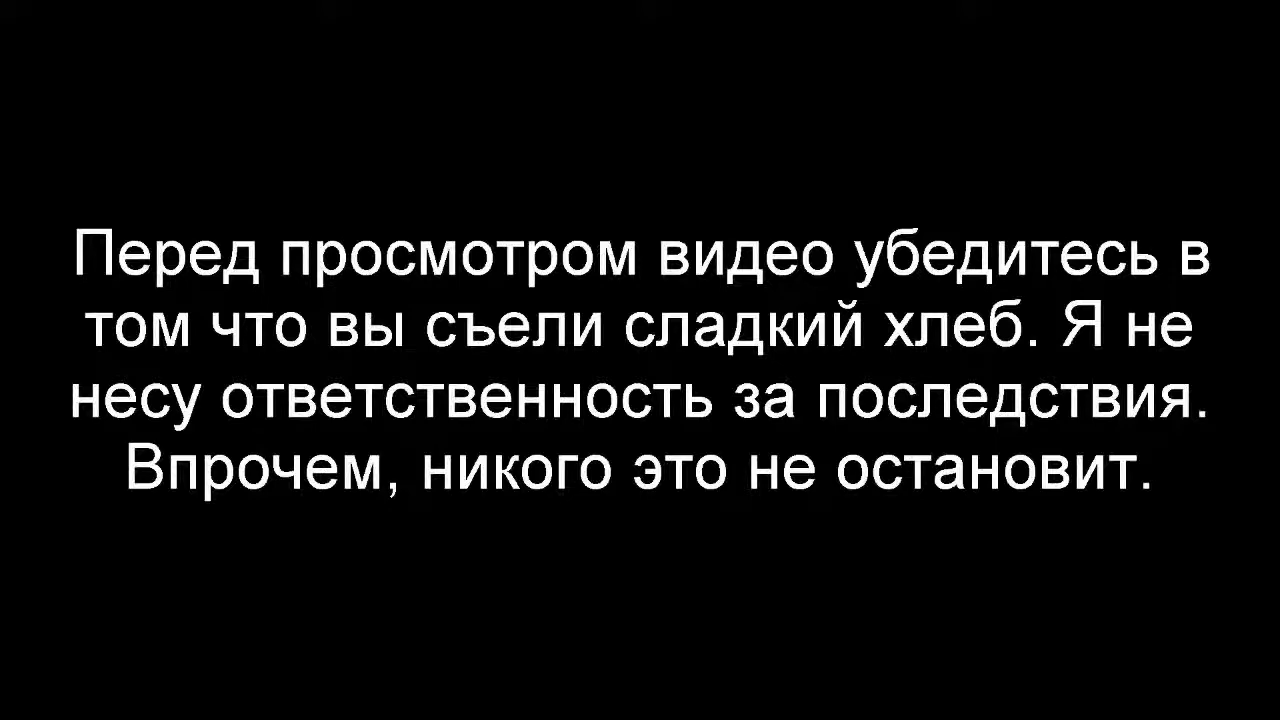 Перед просмотром видео убедитесь в
том что вы съели сладкий хлеб. Я не
несу ответственность за последствия.
Впрочем, никого это не остановит.